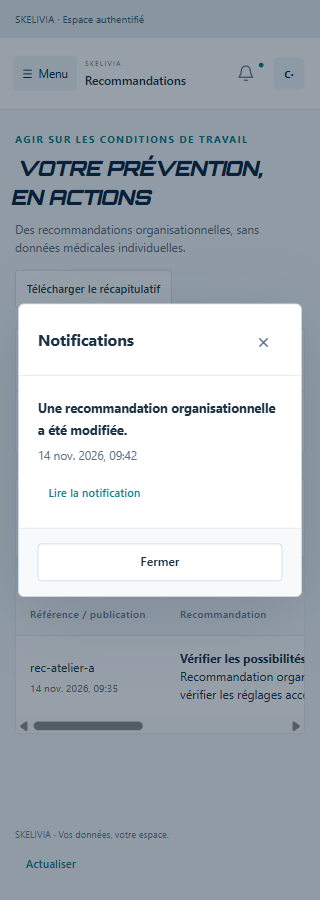 SKELIVIA · Espace authentifié
☰ Menu
SKELIVIA
Recommandations
C·
AGIR SUR LES CONDITIONS DE TRAVAIL
VOTRE PRÉVENTION,
EN ACTIONS
Des recommandations organisationnelles, sans
données médicales individuelles.
Télécharger le récapitulatif
Notifications
×
Une recommandation organisationnelle
a été modifiée.
14 nov. 2026, 09:42
Lire la notification
Fermer
Référence / publication
Recommandation
rec-atelier-a
14 nov. 2026, 09:35
Vérifier les possibilités
Recommandation organ
vérifier les réglages acc
SKELIVIA · Vos données, votre espace.
Actualiser